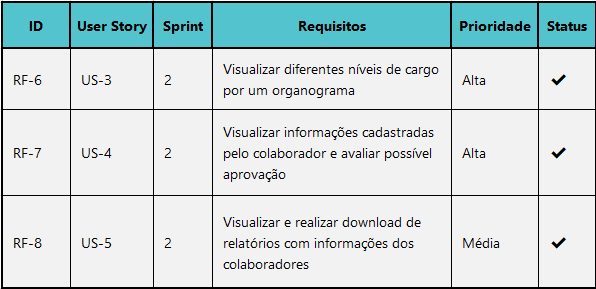 ID User Story Sprint Requisitos Prioridade Status
RF-6 US-3 2 Visualizar diferentes níveis de cargo
por um organograma Alta ✔
RF-7 US-4 2 Visualizar informações cadastradas
pelo colaborador e avaliar possível
aprovação Alta ✔
RF-8 US-5 2 Visualizar e realizar download de
relatórios com informações dos
colaboradores Média ✔